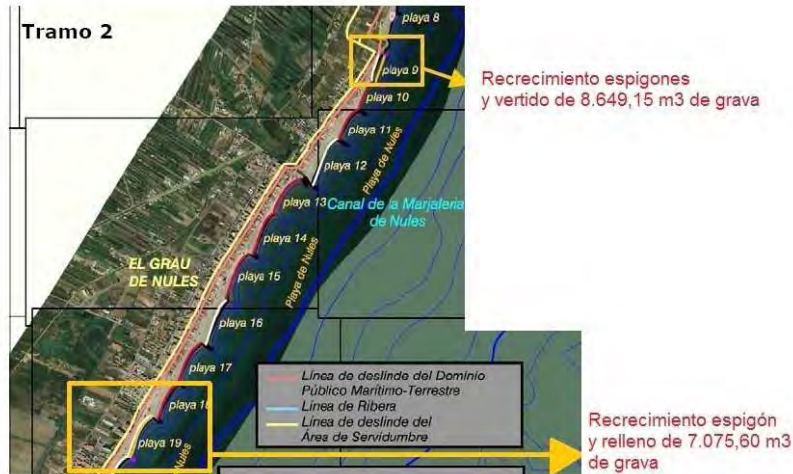 Tramo 2
playa 8
playa 9
Recrecimiento espigones
y vertido de 8.649,15 m3 de grava
playa 10
playa 11
playa 12
Playa de Nules
playa 13
Canal de la Marjaleria
de Nules
playa 14
EL GRAU
DE NULES
playa 15
Playa de Nules
playa 16
playa 17
Línea de deslinde del Dominio
Público Marítimo-Terrestre
Línea de Ribera
Línea de deslinde del
Área de Servidumbre
playa 18
playa 19
Nules
Recrecimiento espigón
y relleno de 7.075,60 m3
de grava